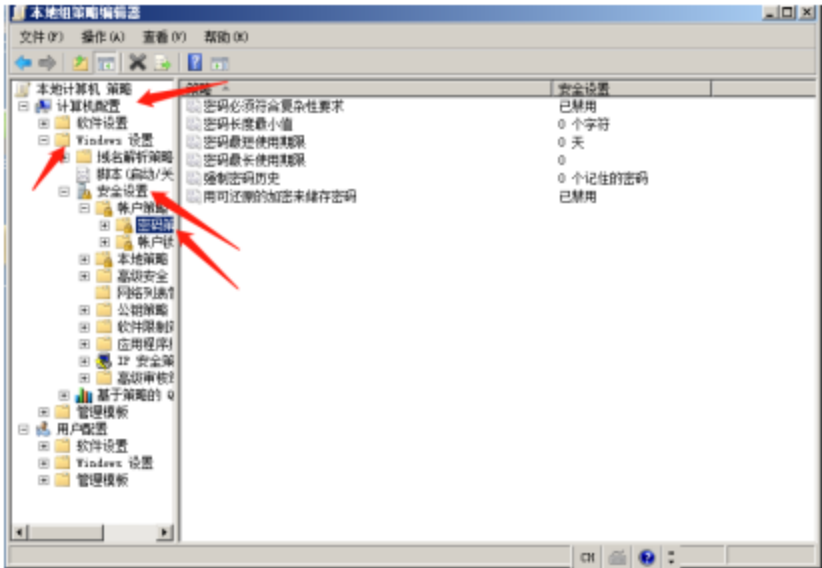 本地组策略编辑器
文件(F) 操作(A) 查看(V) 帮助(H)
本地计算机 策略
计算机配置
软件设置
Windows 设置
域名解析策略
脚本(启动/关
安全设置
帐户策略
密码策
帐户锁
本地策略
高级安全
网络列表管
公钥策略
软件限制策
应用程序控
IP 安全策
高级审核策
基于策略的 Q
管理模板
用户配置
软件设置
Windows 设置
管理模板
策略 安全设置
密码必须符合复杂性要求 已禁用
密码长度最小值 0 个字符
密码最短使用期限 0 天
密码最长使用期限 0
强制密码历史 0 个记住的密码
用可还原的加密来储存密码 已禁用
CH